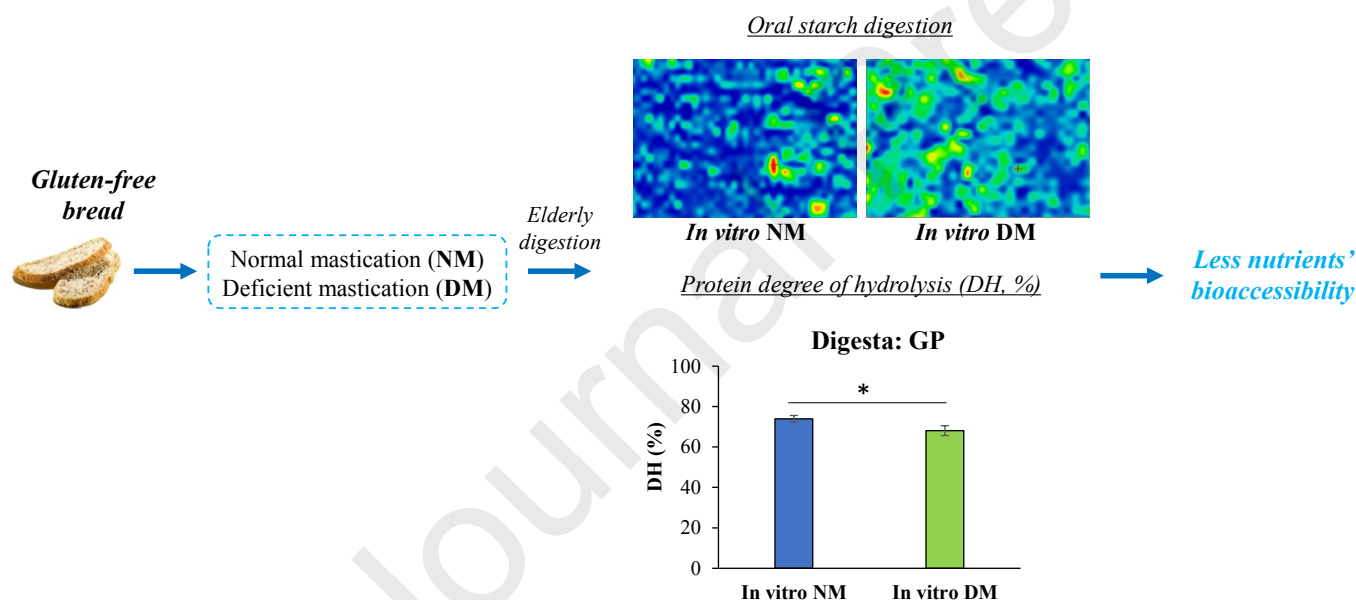 Oral starch digestion
Gluten-free
bread
Normal mastication (NM)
Deficient mastication (DM)
Elderly
digestion
In vitro NM
In vitro DM
Protein degree of hydrolysis (DH, %)
Less nutrients’
bioaccessibility
Digesta: GP
100
80
60
40
20
0
DH (%)
*
In vitro NM
In vitro DM
Journal Pre